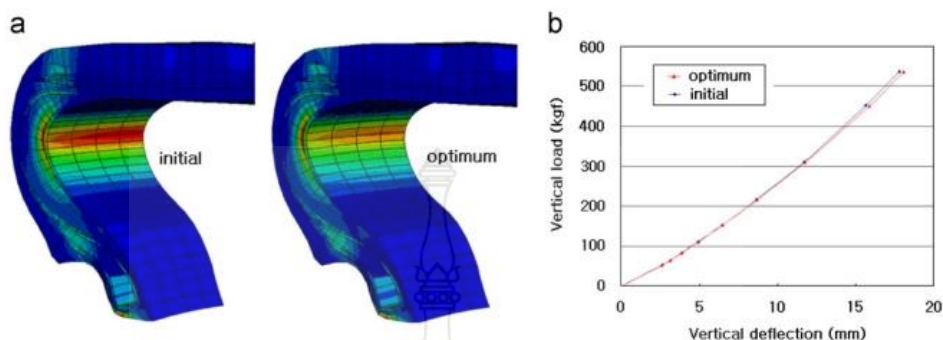 a
initial
optimum
b
600
500
400
300
200
100
0
0
5
10
15
20
optimum
initial
Vertical load (kgf)
Vertical deflection (mm)